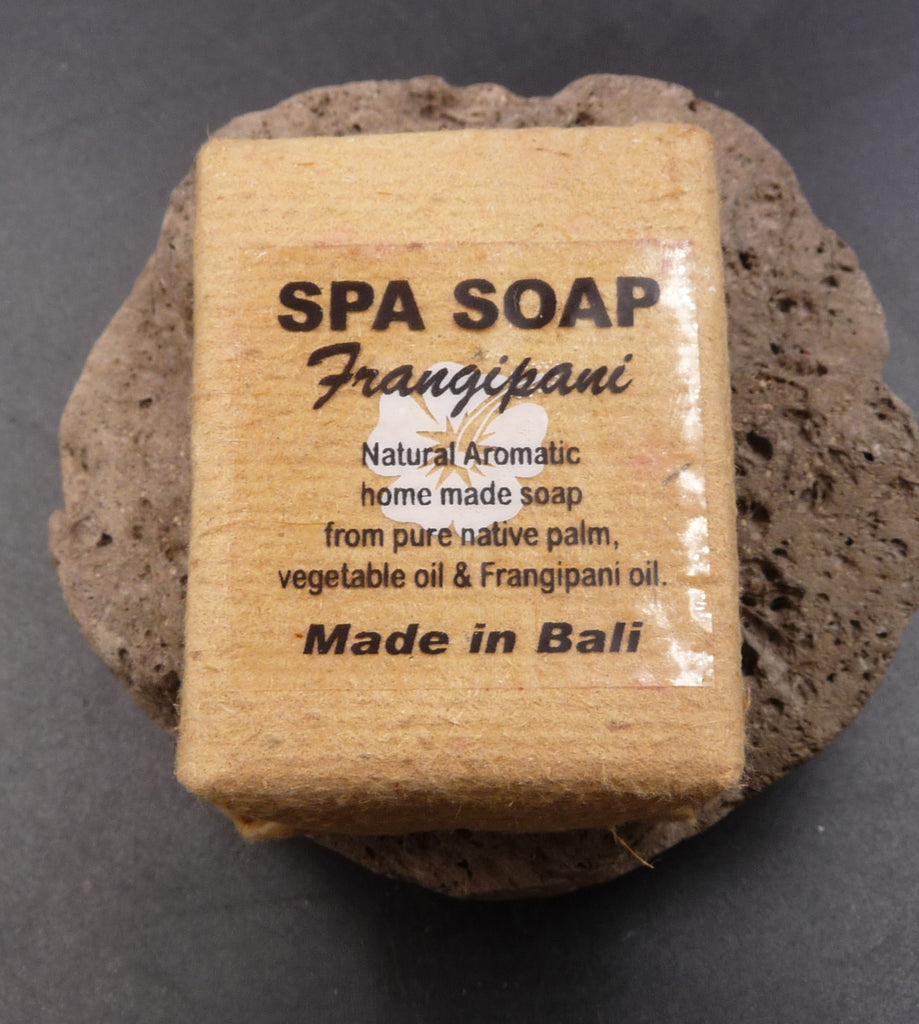 SPA SOAP
Frangipani
Natural Aromatic
home made soap
from pure native palm,
vegetable oil & Frangipani oil.
Made in Bali